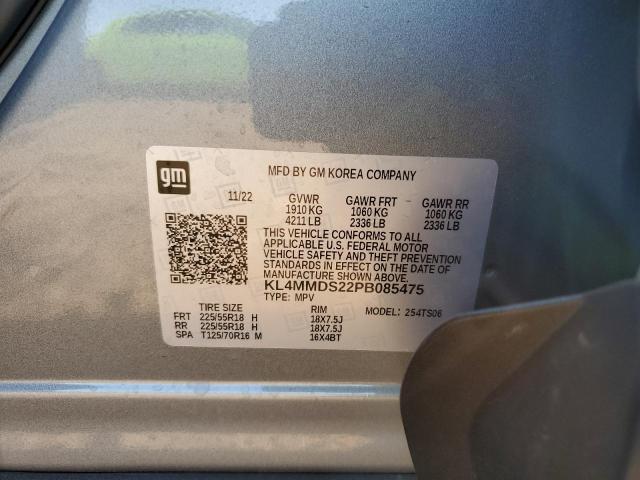 gm
MFD BY GM KOREA COMPANY
11/22 GVWR GAWR FRT GAWR RR
1910 KG 1060 KG 1060 KG
4211 LB 2336 LB 2336 LB
THIS VEHICLE CONFORMS TO ALL
APPLICABLE U.S. FEDERAL MOTOR
VEHICLE SAFETY AND THEFT PREVENTION
STANDARDS IN EFFECT ON THE DATE OF
MANUFACTURE SHOWN ABOVE.
KL4MMDS22PB085475
TYPE: MPV
TIRE SIZE RIM MODEL: 254TS06
FRT 225/55R18 H 18X7.5J
RR 225/55R18 H 18X7.5J
SPA T125/70R16 M 16X4BT